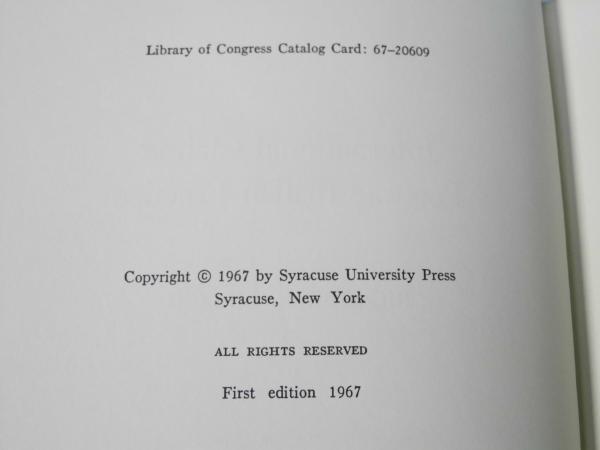 Library of Congress Catalog Card: 67–20609
Copyright © 1967 by Syracuse University Press
Syracuse, New York
ALL RIGHTS RESERVED
First edition 1967